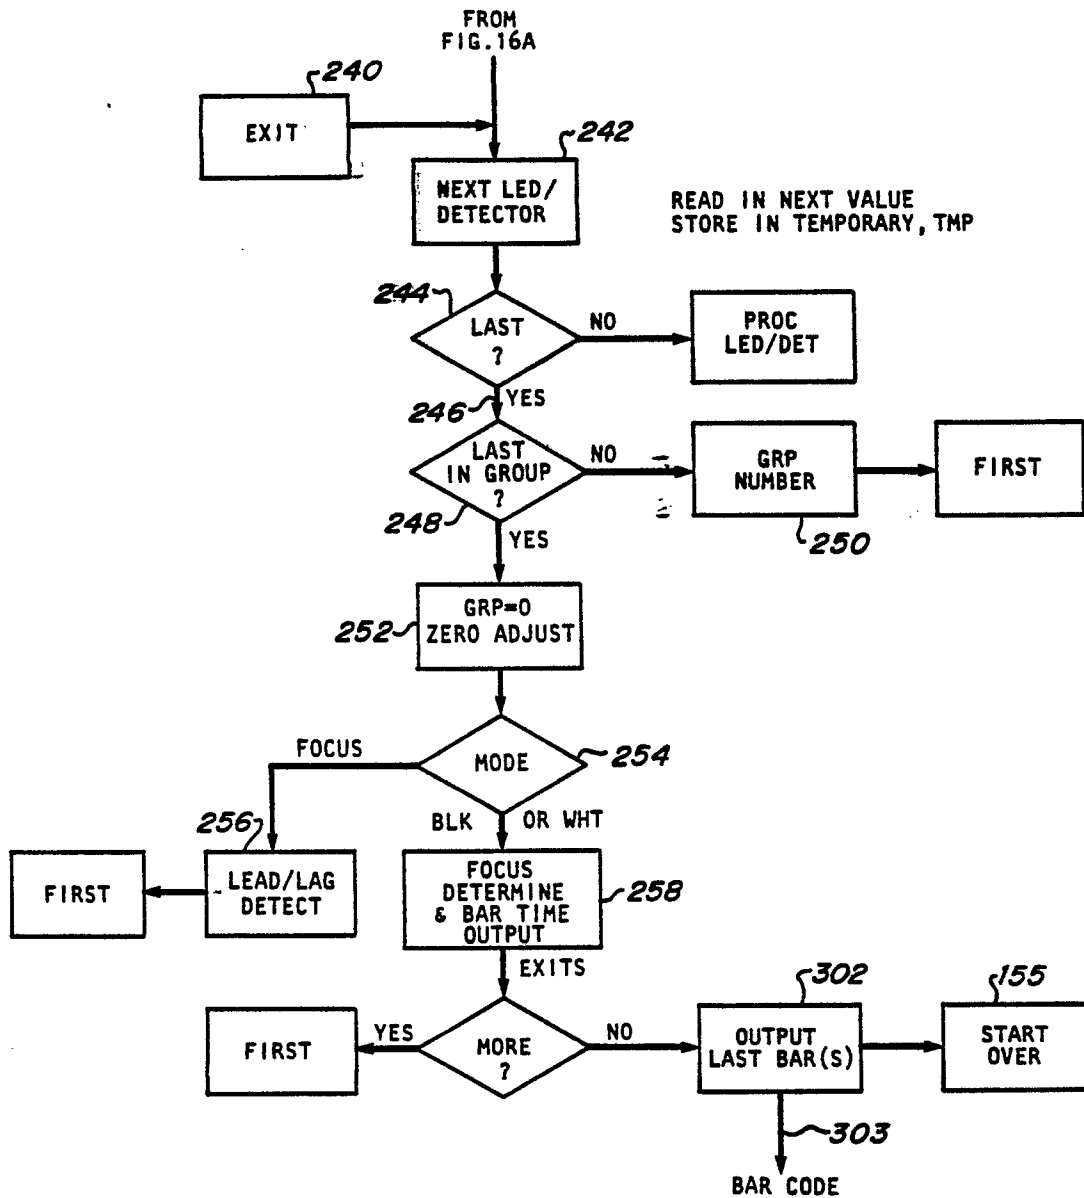 FROM
FIG.16A
240
EXIT
242
NEXT LED/
DETECTOR
READ IN NEXT VALUE
STORE IN TEMPORARY, TMP
244
LAST
?
NO
PROC
LED/DET
246
YES
LAST
IN GROUP
?
NO
GRP
NUMBER
FIRST
248
250
YES
252
GRP=0
ZERO ADJUST
FOCUS
MODE
254
BLK
OR WHT
256
FIRST
LEAD/LAG
DETECT
FOCUS
DETERMINE
& BAR TIME
OUTPUT
258
EXITS
302
155
FIRST
YES
MORE
?
NO
OUTPUT
LAST BAR(S)
START
OVER
303
BAR CODE